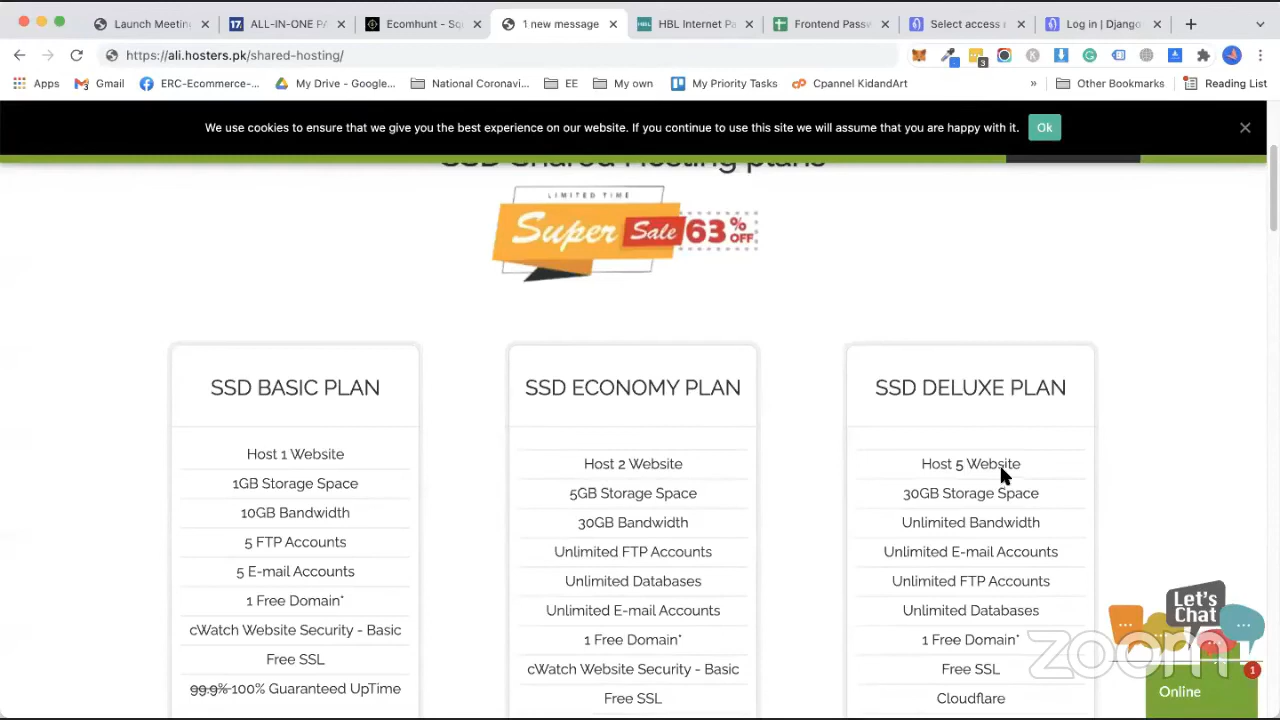 Launch Meetin
ALL-IN-ONE PA
Ecomhunt - Sq
1 new message
HBL Internet Pa
Frontend Passw
Select access
Log in | Django
https://ali.hosters.pk/shared-hosting/
Apps
Gmail
ERC-Ecommerce-...
My Drive - Google...
National Coronavi...
EE
My own
My Priority Tasks
Cpannel KidandArt
»
Other Bookmarks
Reading List
We use cookies to ensure that we give you the best experience on our website. If you continue to use this site we will assume that you are happy with it.
Ok
SSD Shared Hosting plans
LIMITED TIME
Super Sale 63% OFF
SSD BASIC PLAN
Host 1 Website
1GB Storage Space
10GB Bandwidth
5 FTP Accounts
5 E-mail Accounts
1 Free Domain*
cWatch Website Security - Basic
Free SSL
99.9% 100% Guaranteed UpTime
SSD ECONOMY PLAN
Host 2 Website
5GB Storage Space
30GB Bandwidth
Unlimited FTP Accounts
Unlimited Databases
Unlimited E-mail Accounts
1 Free Domain*
cWatch Website Security - Basic
Free SSL
SSD DELUXE PLAN
Host 5 Website
30GB Storage Space
Unlimited Bandwidth
Unlimited E-mail Accounts
Unlimited FTP Accounts
Unlimited Databases
1 Free Domain*
Free SSL
Cloudflare
Let's
Chat
zoom
1
Online